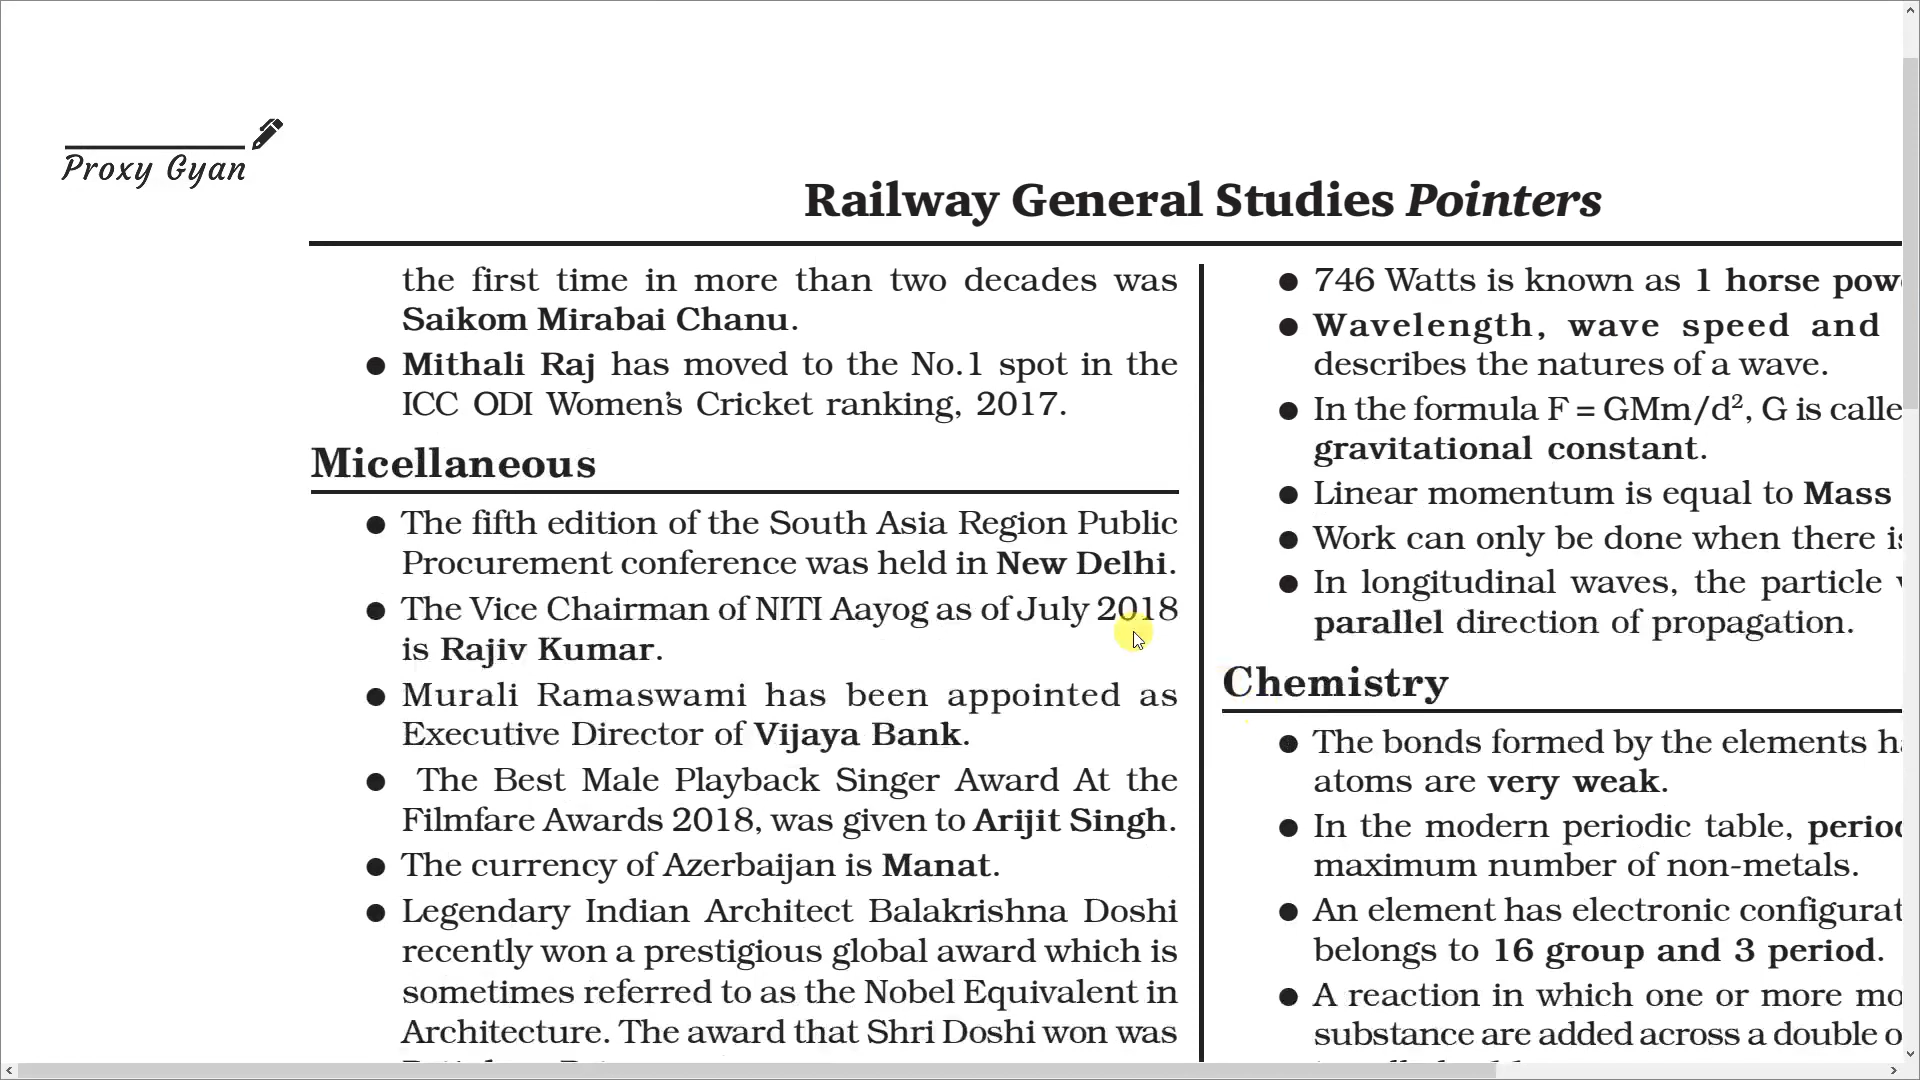 Proxy Gyan
Railway General Studies Pointers
the first time in more than two decades was
Saikom Mirabai Chanu.
● Mithali Raj has moved to the No.1 spot in the
ICC ODI Women's Cricket ranking, 2017.
Micellaneous
● The fifth edition of the South Asia Region Public
Procurement conference was held in New Delhi.
● The Vice Chairman of NITI Aayog as of July 2018
is Rajiv Kumar.
● Murali Ramaswami has been appointed as
Executive Director of Vijaya Bank.
● The Best Male Playback Singer Award At the
Filmfare Awards 2018, was given to Arijit Singh.
● The currency of Azerbaijan is Manat.
● Legendary Indian Architect Balakrishna Doshi
recently won a prestigious global award which is
sometimes referred to as the Nobel Equivalent in
Architecture. The award that Shri Doshi won was
● 746 Watts is known as 1 horse pow
● Wavelength, wave speed and
describes the natures of a wave.
● In the formula F = GMm/d², G is calle
gravitational constant.
● Linear momentum is equal to Mass
● Work can only be done when there is
● In longitudinal waves, the particle
parallel direction of propagation.
Chemistry
● The bonds formed by the elements ha
atoms are very weak.
● In the modern periodic table, period
maximum number of non-metals.
● An element has electronic configurat
belongs to 16 group and 3 period.
● A reaction in which one or more mo
substance are added across a double o